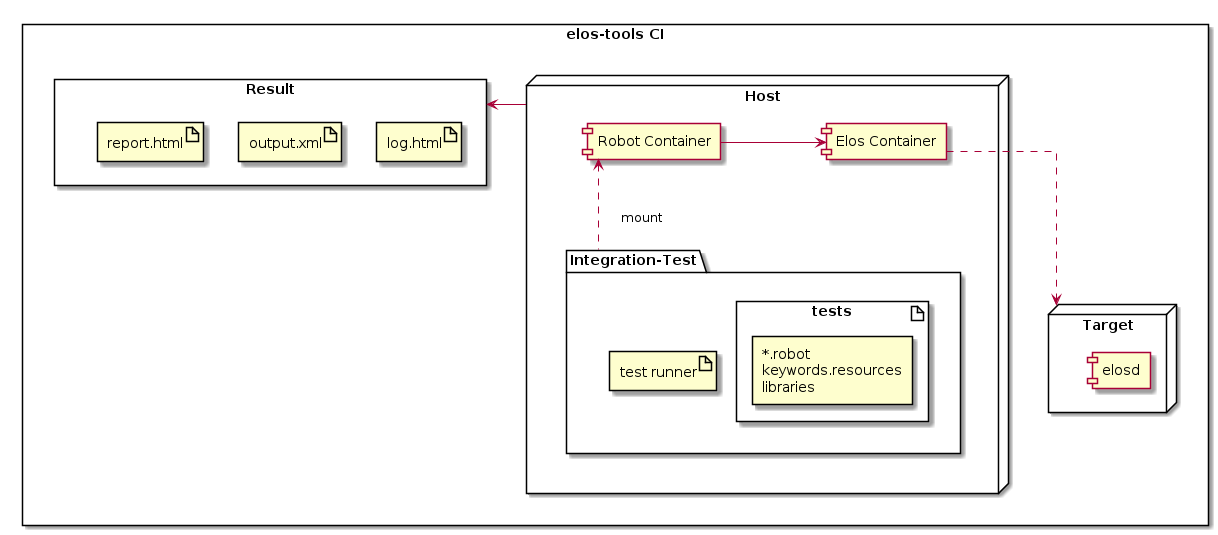 elos-tools CI
Result
report.html
output.xml
log.html
Host
Robot Container
Elos Container
mount
Integration-Test
test runner
tests
*.robot
keywords.resources
libraries
Target
elosd